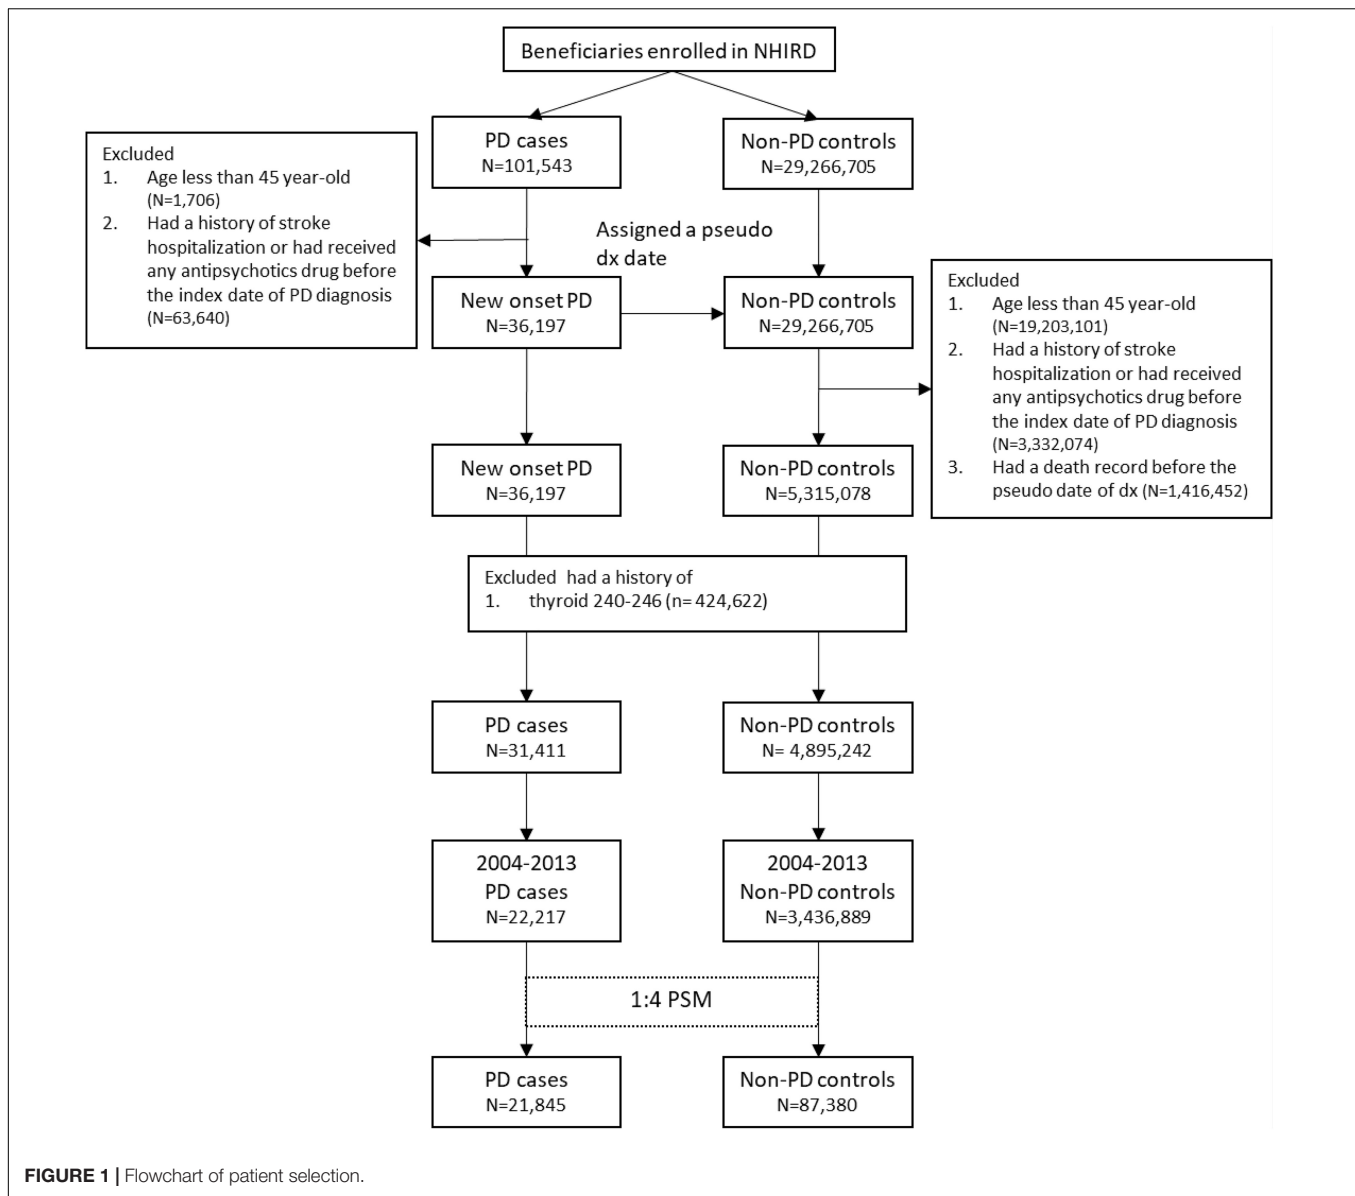 Beneficiaries enrolled in NHIRD
PD cases
N=101,543
Non-PD controls
N=29,266,705
Excluded
1. Age less than 45 year-old
(N=1,706)
2. Had a history of stroke
hospitalization or had received
any antipsychotics drug before
the index date of PD diagnosis
(N=63,640)
Assigned a pseudo
dx date
New onset PD
N=36,197
Non-PD controls
N=29,266,705
Excluded
1. Age less than 45 year-old
(N=19,203,101)
2. Had a history of stroke
hospitalization or had received
any antipsychotics drug before
the index date of PD diagnosis
(N=3,332,074)
3. Had a death record before the
pseudo date of dx (N=1,416,452)
New onset PD
N=36,197
Non-PD controls
N=5,315,078
Excluded had a history of
1. thyroid 240-246 (n= 424,622)
PD cases
N=31,411
Non-PD controls
N= 4,895,242
2004-2013
PD cases
N=22,217
2004-2013
Non-PD controls
N=3,436,889
1:4 PSM
PD cases
N=21,845
Non-PD controls
N=87,380
FIGURE 1 | Flowchart of patient selection.